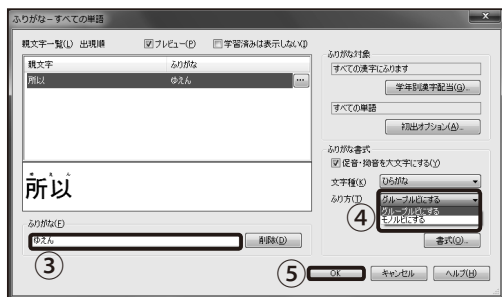 ふりがな－すべての単語
親文字一覧(L) 出現順
プレビュー(P)
学習済みは表示しない(X)
親文字 ふりがな
所以 ゆえん
...
ゆ え ん
所以
ふりがな(F)
ゆえん
削除(D)
③
ふりがな対象
すべての漢字にふります
学年別漢字配当(G)...
すべての単語
初出オプション(A)...
ふりがな書式
促音・拗音を大文字にする(Y)
文字種(K) ひらがな
ふり方(T) グループルビにする
グループルビにする
モノルビにする
④
書式(O)...
⑤
OK
キャンセル
ヘルプ(H)